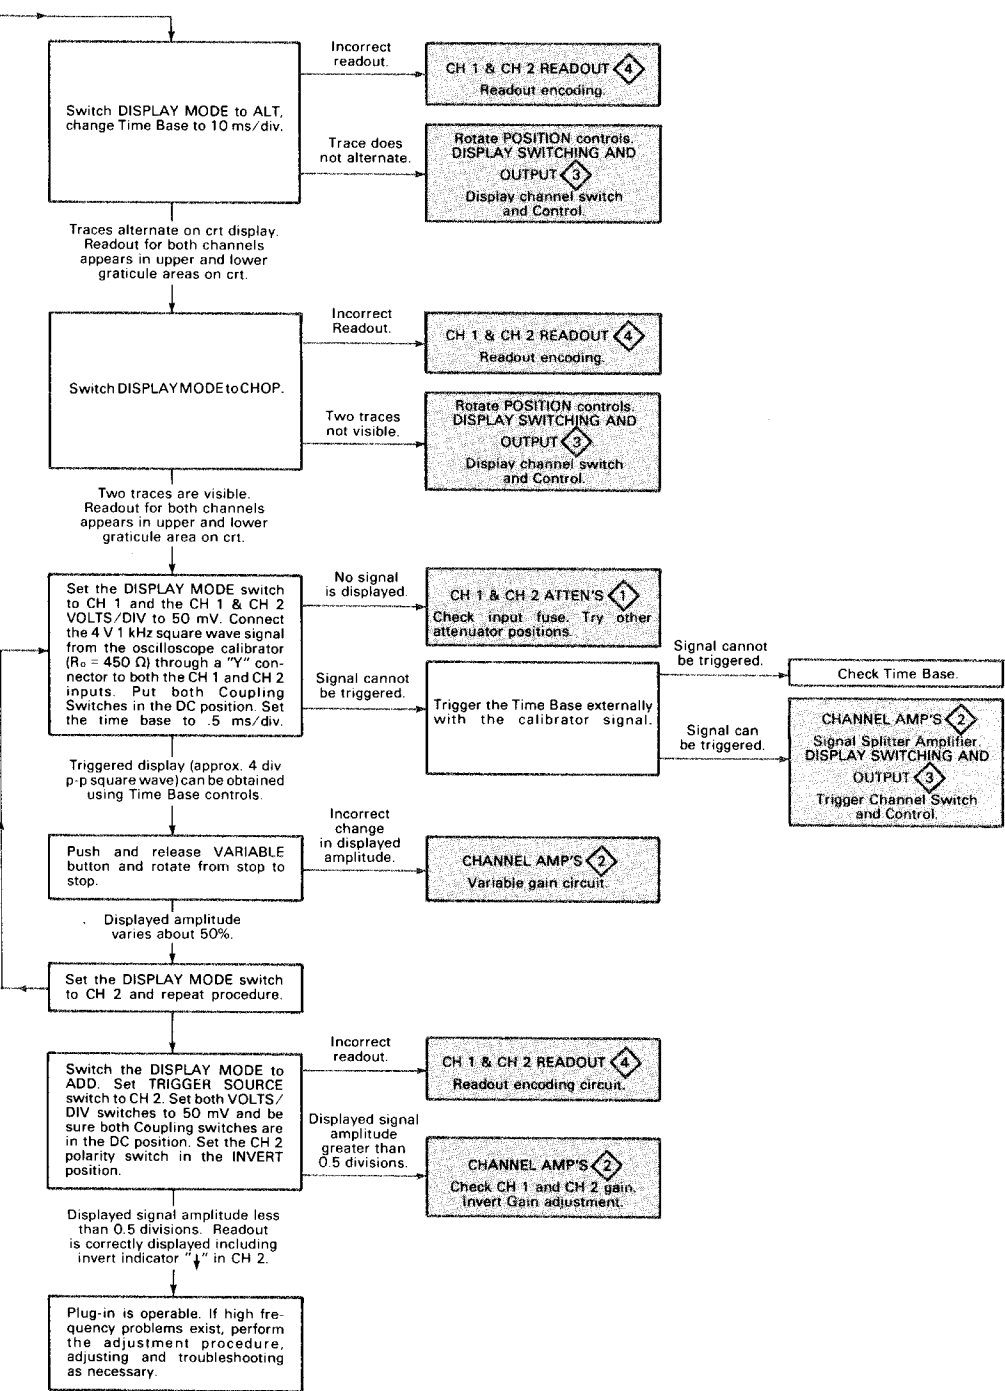 Incorrect
readout.
CH 1 & CH 2 READOUT 4
Readout encoding.
Switch DISPLAY MODE to ALT,
change Time Base to 10 ms/div.
Trace does
not alternate.
Rotate POSITION controls.
DISPLAY SWITCHING AND
OUTPUT 3
Display channel switch
and Control.
Traces alternate on crt display.
Readout for both channels
appears in upper and lower
graticule areas on crt.
Incorrect
Readout.
CH 1 & CH 2 READOUT 4
Readout encoding.
Switch DISPLAY MODE to CHOP.
Two traces
not visible.
Rotate POSITION controls.
DISPLAY SWITCHING AND
OUTPUT 3
Display channel switch
and Control.
Two traces are visible.
Readout for both channels
appears in upper and lower
graticule area on crt.
Set the DISPLAY MODE switch
to CH 1 and the CH 1 & CH 2
VOLTS/DIV to 50 mV. Connect
the 4 V 1 kHz square wave signal
from the oscilloscope calibrator
(Ro = 450 Ω) through a "Y" con-
nector to both the CH 1 and CH 2
inputs. Put both Coupling
Switches in the DC position. Set
the time base to .5 ms/div.
No signal
is displayed.
CH 1 & CH 2 ATTEN'S 1
Check input fuse. Try other
attenuator positions.
Signal cannot
be triggered.
Trigger the Time Base externally
with the calibrator signal.
Signal cannot
be triggered.
Check Time Base.
Signal can
be triggered.
CHANNEL AMP'S 2
Signal Splitter Amplifier.
DISPLAY SWITCHING AND
OUTPUT 3
Trigger Channel Switch
and Control.
Triggered display (approx. 4 div
p-p square wave) can be obtained
using Time Base controls.
Push and release VARIABLE
button and rotate from stop to
stop.
Incorrect
change
in displayed
amplitude.
CHANNEL AMP'S 2
Variable gain circuit.
Displayed amplitude
varies about 50%.
Set the DISPLAY MODE switch
to CH 2 and repeat procedure.
Switch the DISPLAY MODE to
ADD. Set TRIGGER SOURCE
switch to CH 2. Set both VOLTS/
DIV switches to 50 mV and be
sure both Coupling switches are
in the DC position. Set the CH 2
polarity switch in the INVERT
position.
Incorrect
readout.
CH 1 & CH 2 READOUT 4
Readout encoding circuit.
Displayed signal
amplitude
greater than
0.5 divisions.
CHANNEL AMP'S 2
Check CH 1 and CH 2 gain.
Invert Gain adjustment.
Displayed signal amplitude less
than 0.5 divisions. Readout
is correctly displayed including
invert indicator "↓" in CH 2.
Plug-in is operable. If high fre-
quency problems exist, perform
the adjustment procedure,
adjusting and troubleshooting
as necessary.